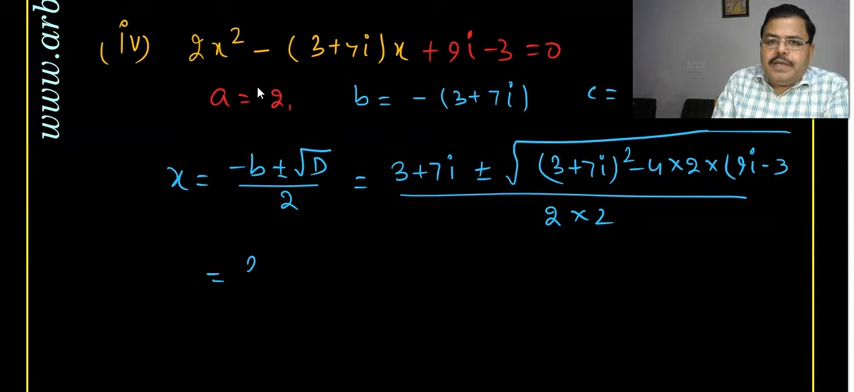 (iv) 2x² - (3+7i)x + 9i-3 = 0
a = 2, b = -(3+7i) c =
x = (-b ± √D)/2 = (3+7i ± √((3+7i)² - 4×2×(9i-3))/(2×2)
=
www.arb